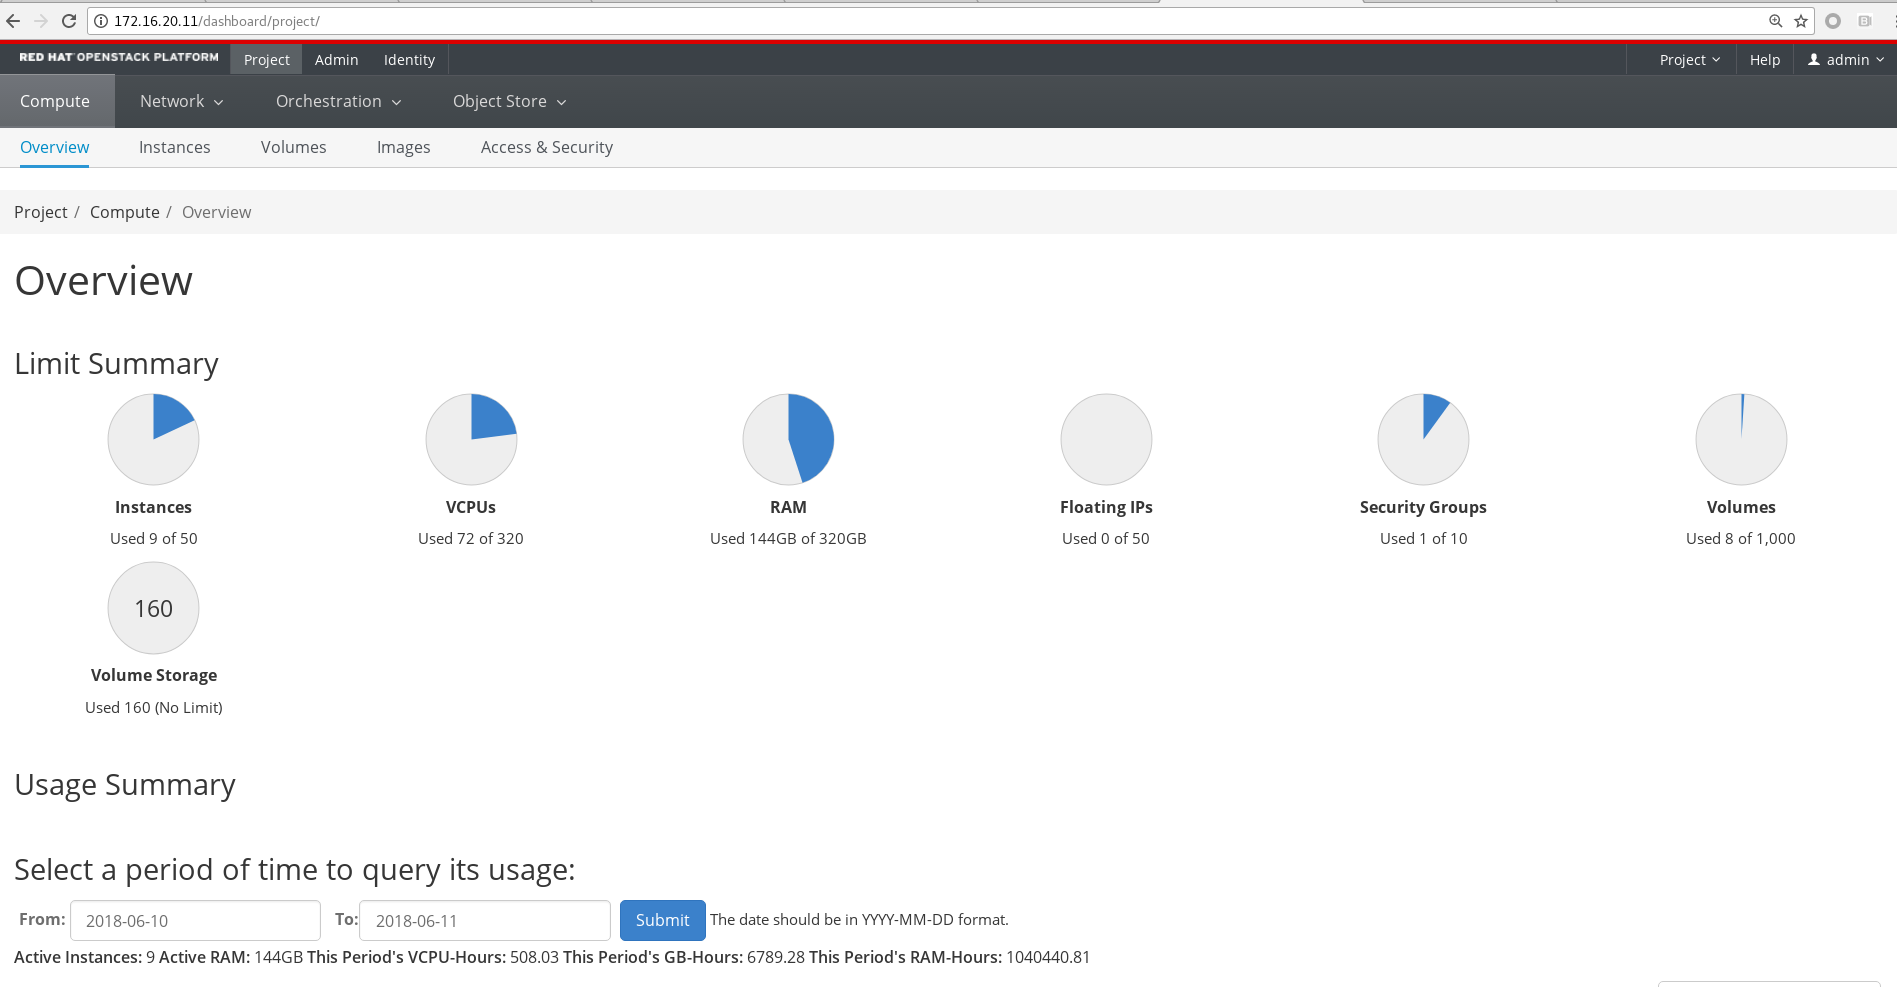 172.16.20.11/dashboard/project/
RED HAT OPENSTACK PLATFORM Project Admin Identity Project Help admin
Compute Network Orchestration Object Store
Overview Instances Volumes Images Access & Security
Project / Compute / Overview
Overview
Limit Summary
Instances VCPUs RAM Floating IPs Security Groups Volumes
Used 9 of 50 Used 72 of 320 Used 144GB of 320GB Used 0 of 50 Used 1 of 10 Used 8 of 1,000
160
Volume Storage
Used 160 (No Limit)
Usage Summary
Select a period of time to query its usage:
From: 2018-06-10 To: 2018-06-11 Submit The date should be in YYYY-MM-DD format.
Active Instances: 9 Active RAM: 144GB This Period's VCPU-Hours: 508.03 This Period's GB-Hours: 6789.28 This Period's RAM-Hours: 1040440.81